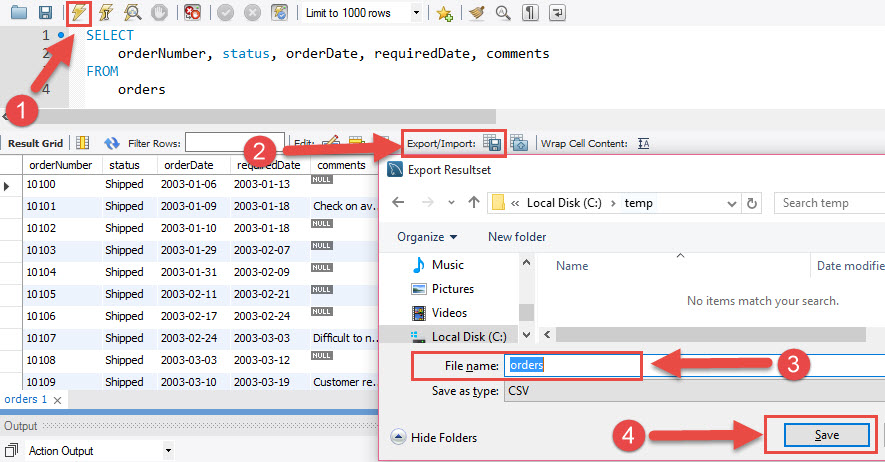 Limit to 1000 rows
1 SELECT
2 orderNumber, status, orderDate, requiredDate, comments
3 FROM
4 orders
1
2
Result Grid Filter Rows: Edit: Export/Import: Wrap Cell Content:
orderNumber status orderDate requiredDate comments
10100 Shipped 2003-01-06 2003-01-13 NULL
10101 Shipped 2003-01-09 2003-01-18 Check on av...
10102 Shipped 2003-01-10 2003-01-18 NULL
10103 Shipped 2003-01-29 2003-02-07 NULL
10104 Shipped 2003-01-31 2003-02-09 NULL
10105 Shipped 2003-02-11 2003-02-21 NULL
10106 Shipped 2003-02-17 2003-02-24 NULL
10107 Shipped 2003-02-24 2003-03-03 Difficult to n...
10108 Shipped 2003-03-03 2003-03-12 NULL
10109 Shipped 2003-03-10 2003-03-19 Customer re...
orders 1
Output
Action Output
Export Resultset
« Local Disk (C:) > temp
Search temp
Organize New folder
Music
Pictures
Videos
Local Disk (C:)
Name Date modifie
No items match your search.
File name: orders
3
Save as type: CSV
Hide Folders
4
Save